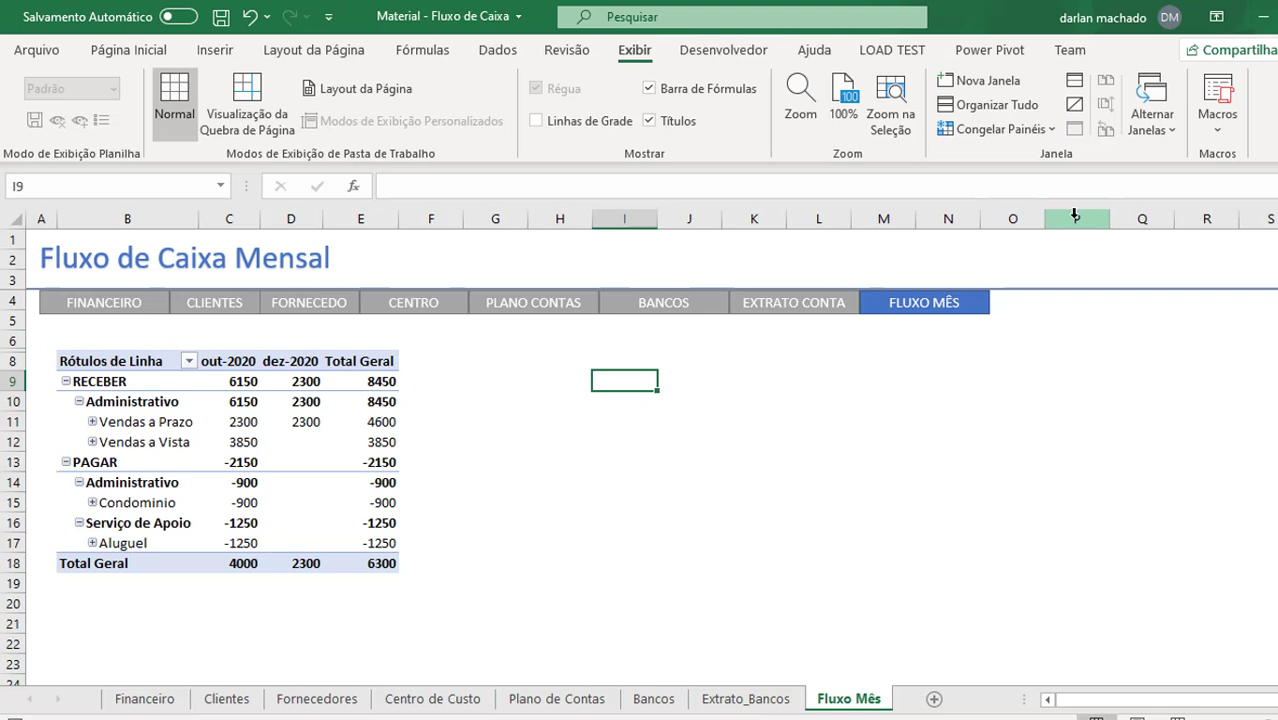 Salvamento Automático
Material - Fluxo de Caixa
Pesquisar
darlan machado
DM
Arquivo
Página Inicial
Inserir
Layout da Página
Fórmulas
Dados
Revisão
Exibir
Desenvolvedor
Ajuda
LOAD TEST
Power Pivot
Team
Compartilha
Padrão
Normal
Visualização da
Quebra de Página
Layout da Página
Modos de Exibição Personalizados
Régua
Barra de Fórmulas
Linhas de Grade
Títulos
Zoom
100
100%
Zoom na
Seleção
Nova Janela
Organizar Tudo
Congelar Painéis
Alternar
Janelas
Macros
Modo de Exibição Planilha
Modos de Exibição de Pasta de Trabalho
Mostrar
Zoom
Janela
Macros
I9
fx
A B C D E F G H I J K L M N O P Q R S
1
2 Fluxo de Caixa Mensal
3
4 FINANCEIRO CLIENTES FORNECEDO CENTRO PLANO CONTAS BANCOS EXTRATO CONTA FLUXO MÊS
5
6
8 Rótulos de Linha out-2020 dez-2020 Total Geral
9 RECEBER 6150 2300 8450
10 Administrativo 6150 2300 8450
11 Vendas a Prazo 2300 2300 4600
12 Vendas a Vista 3850 3850
13 PAGAR -2150 -2150
14 Administrativo -900 -900
15 Condominio -900 -900
16 Serviço de Apoio -1250 -1250
17 Aluguel -1250 -1250
18 Total Geral 4000 2300 6300
19
20
21
22
23
24
Financeiro
Clientes
Fornecedores
Centro de Custo
Plano de Contas
Bancos
Extrato_Bancos
Fluxo Mês